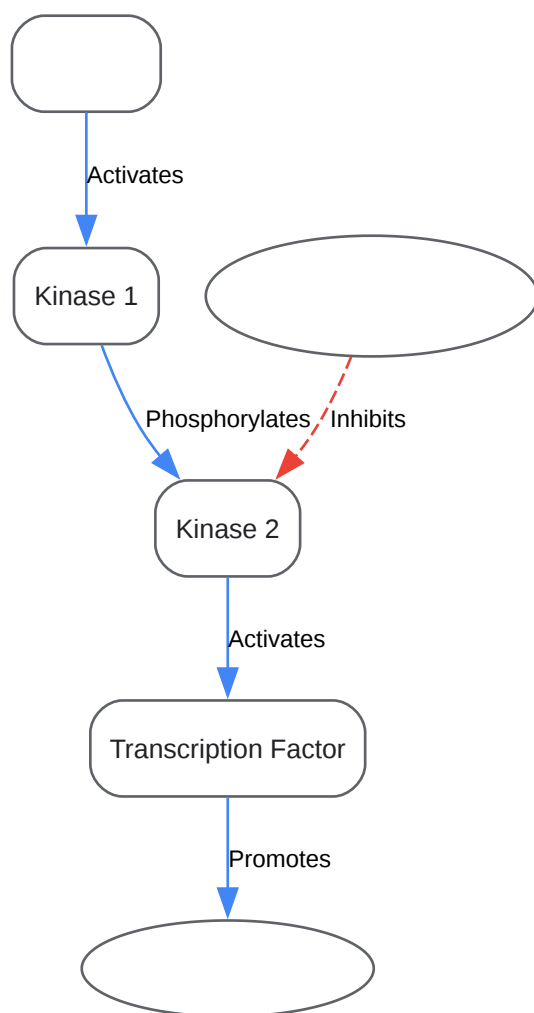 Activates
Kinase 1
Phosphorylates
Inhibits
Kinase 2
Activates
Transcription Factor
Promotes